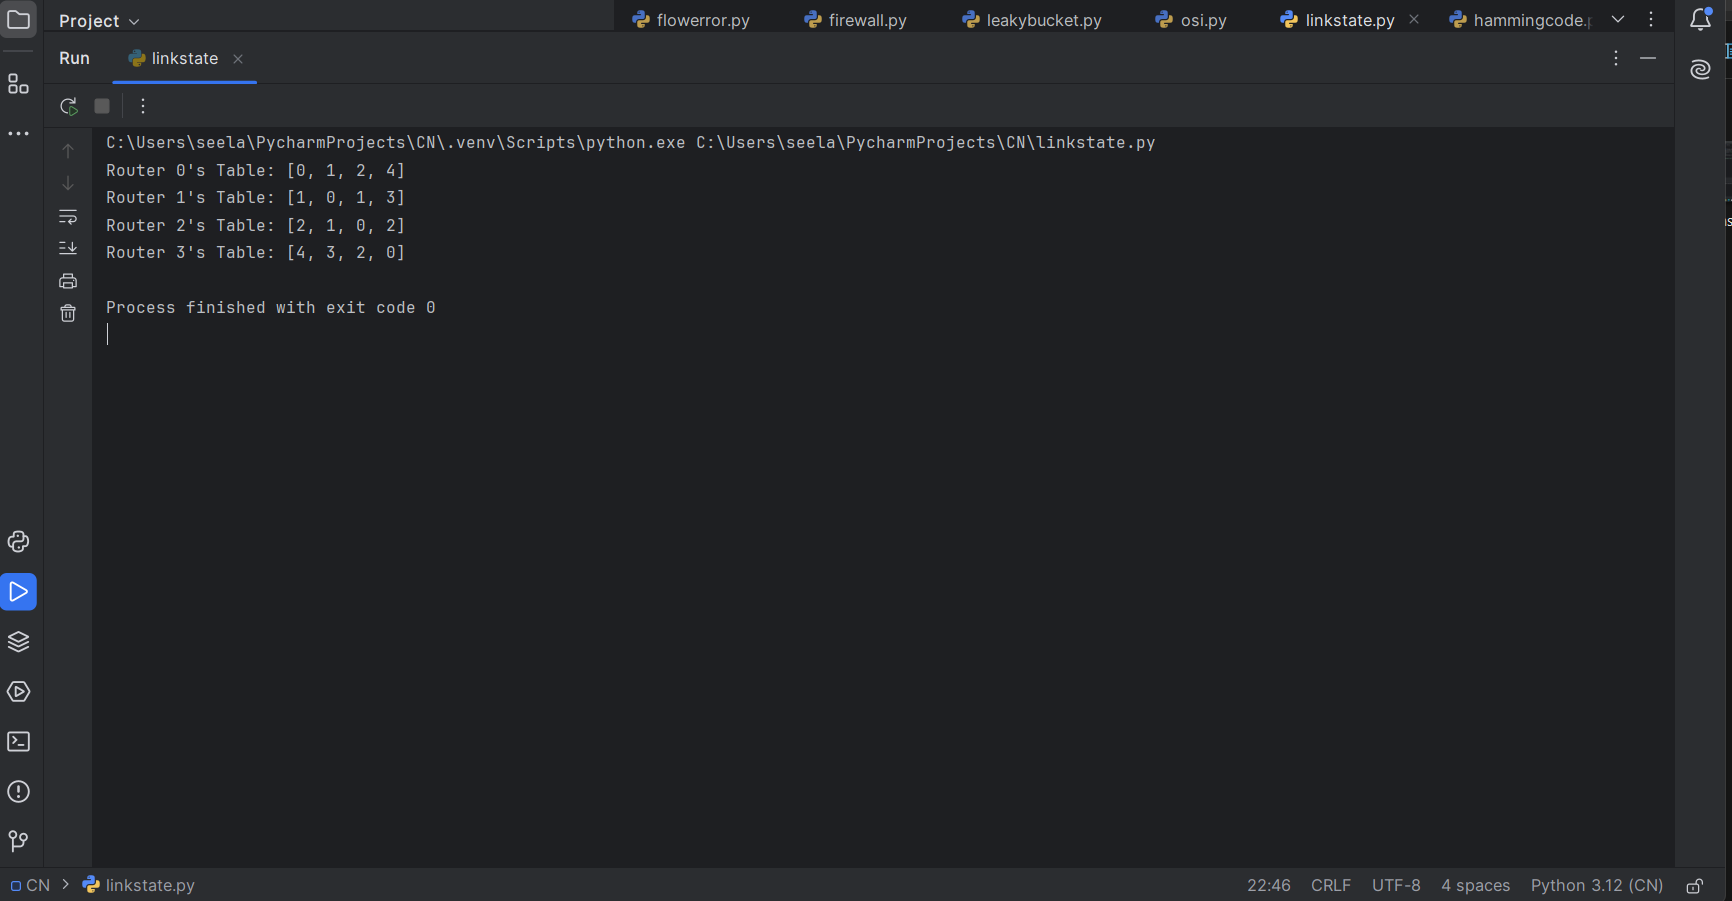 Project
flowerror.py
firewall.py
leakybucket.py
osi.py
linkstate.py
Run
linkstate
C:\Users\seela\PycharmProjects\CN\.venv\Scripts\python.exe C:\Users\seela\PycharmProjects\CN\linkstate.py
Router 0's Table: [0, 1, 2, 4]
Router 1's Table: [1, 0, 1, 3]
Router 2's Table: [2, 1, 0, 2]
Router 3's Table: [4, 3, 2, 0]
Process finished with exit code 0
CN
linkstate.py
22:46
CRLF
UTF-8
4 spaces
Python 3.12 (CN)